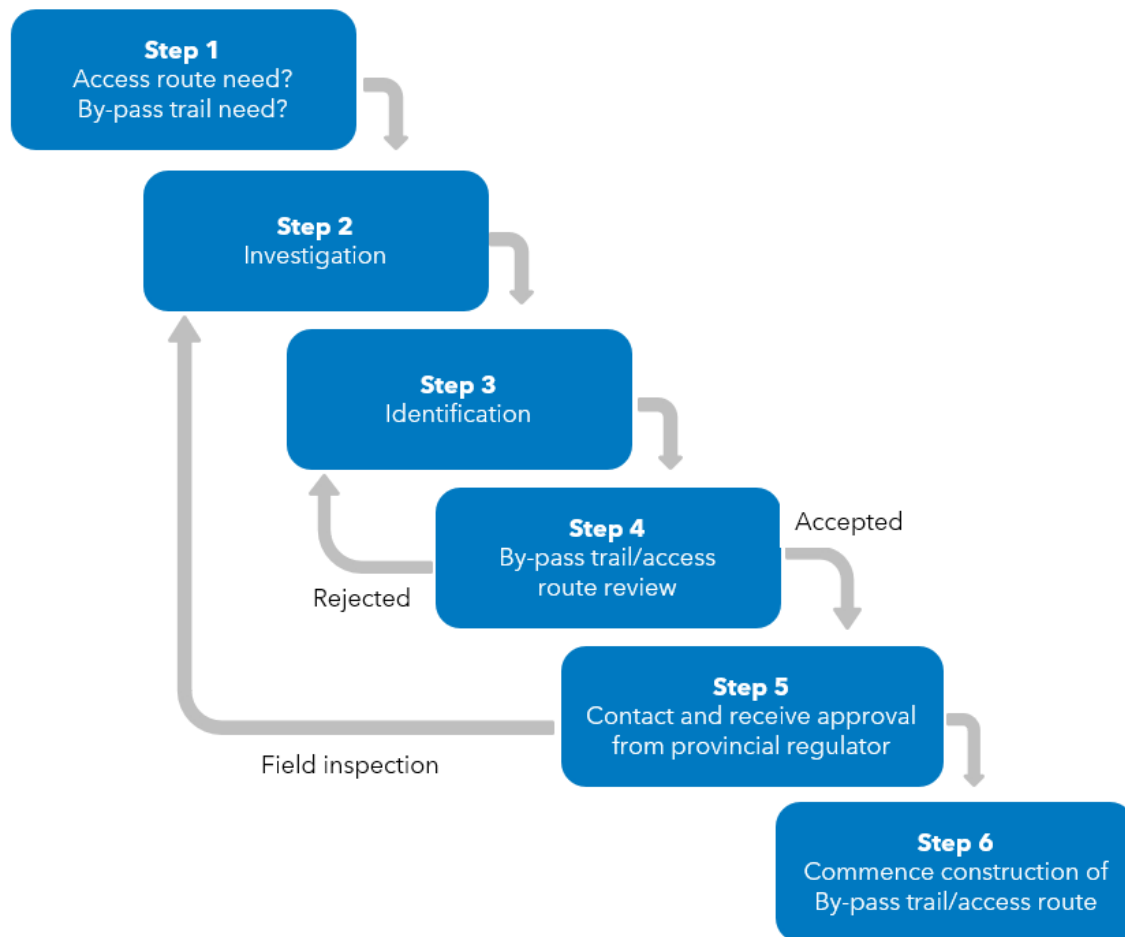 Step 1
Access route need?
By-pass trail need?
Step 2
Investigation
Step 3
Identification
Step 4
By-pass trail/access
route review
Accepted
Rejected
Step 5
Contact and receive approval
from provincial regulator
Field inspection
Step 6
Commence construction of
By-pass trail/access route